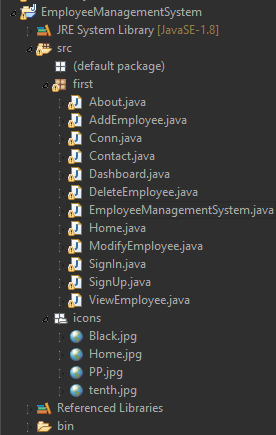 EmployeeManagementSystem
JRE System Library [JavaSE-1.8]
src
(default package)
first
About.java
AddEmployee.java
Conn.java
Contact.java
Dashboard.java
DeleteEmployee.java
EmployeeManagementSystem.java
Home.java
ModifyEmployee.java
SignIn.java
SignUp.java
ViewEmployee.java
icons
Black.jpg
Home.jpg
PP.jpg
tenth.jpg
Referenced Libraries
bin